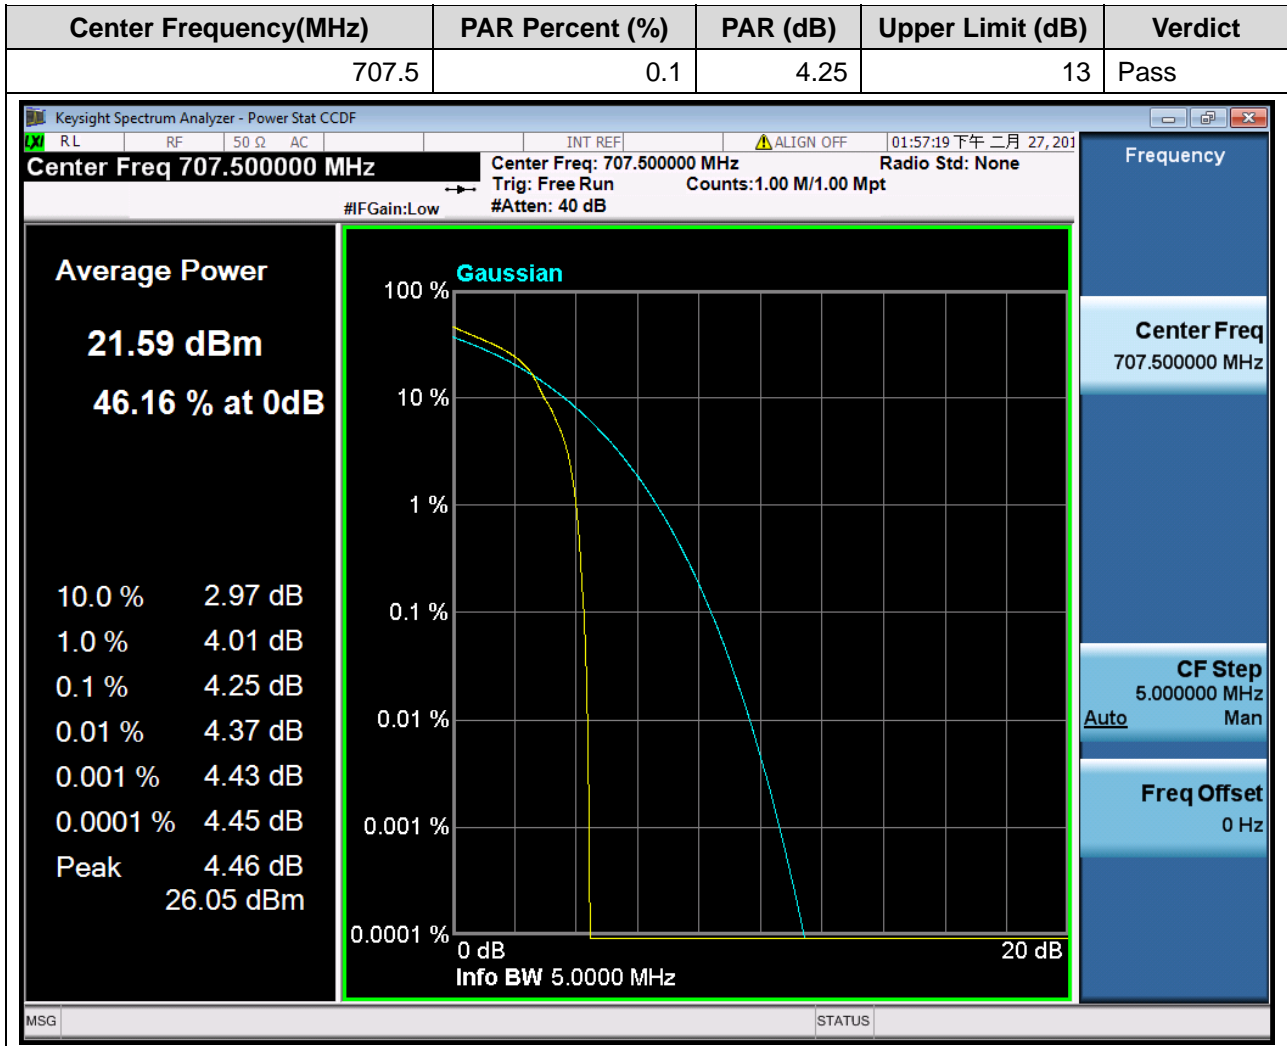 Center Frequency(MHz) PAR Percent (%) PAR (dB) Upper Limit (dB) Verdict
707.5 0.1 4.25 13 Pass
Keysight Spectrum Analyzer - Power Stat CCDF
LXI RL RF 50 Ω AC INT REF ALIGN OFF 01:57:19 下午 二月 27, 201
Center Freq 707.500000 MHz
Center Freq: 707.500000 MHz Radio Std: None
Trig: Free Run Counts:1.00 M/1.00 Mpt
#IFGain:Low #Atten: 40 dB
Average Power
21.59 dBm
46.16 % at 0dB
10.0 % 2.97 dB
1.0 % 4.01 dB
0.1 % 4.25 dB
0.01 % 4.37 dB
0.001 % 4.43 dB
0.0001 % 4.45 dB
Peak 4.46 dB
26.05 dBm
Gaussian
100 %
10 %
1 %
0.1 %
0.01 %
0.001 %
0.0001 %
0 dB 20 dB
Info BW 5.0000 MHz
Frequency
Center Freq
707.500000 MHz
CF Step
5.000000 MHz
Auto Man
Freq Offset
0 Hz
MSG STATUS